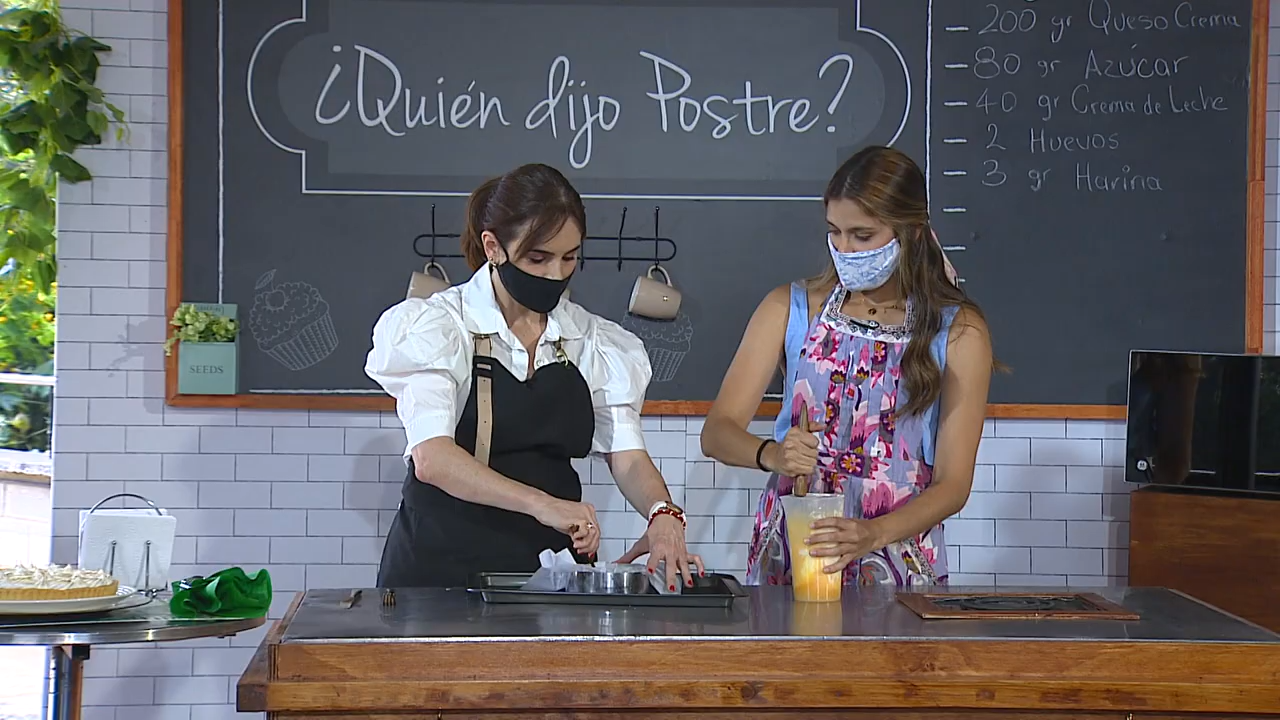 ¿Quién dijo Postre?
200 gr Queso Crema
80 gr Azúcar
40 gr Crema de Leche
2 Huevos
3 gr Harina
SEEDS